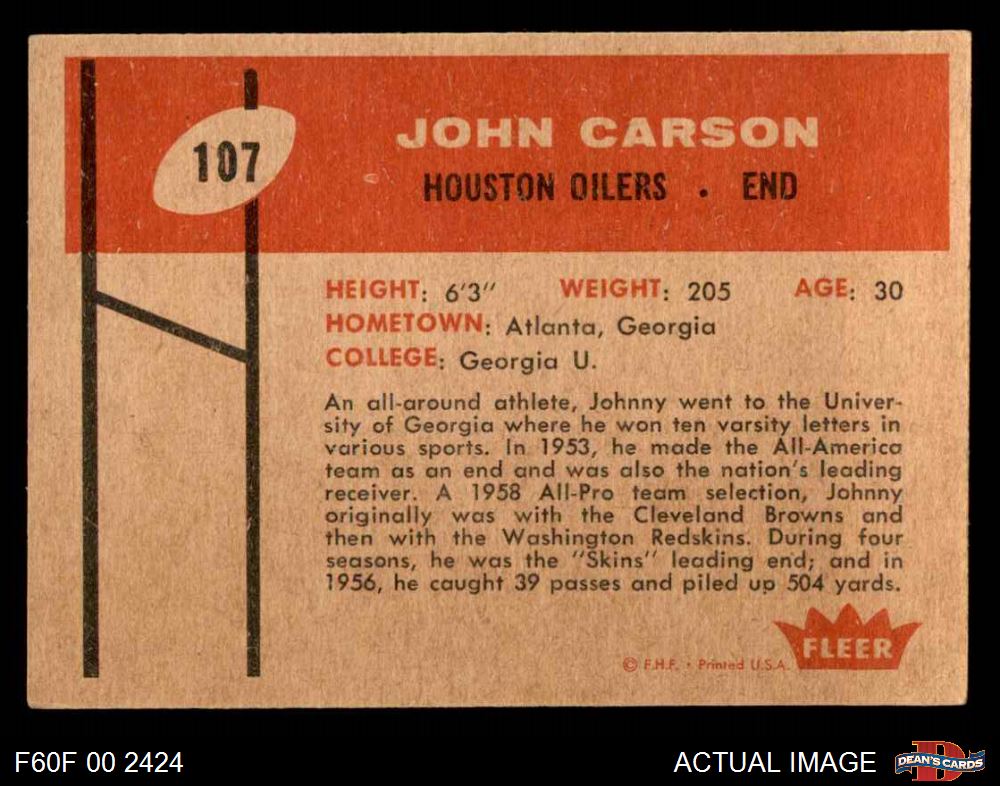 107
JOHN CARSON
HOUSTON OILERS . END
HEIGHT: 6'3" WEIGHT: 205 AGE: 30
HOMETOWN: Atlanta, Georgia
COLLEGE: Georgia U.
An all-around athlete, Johnny went to the Univer-
sity of Georgia where he won ten varsity letters in
various sports. In 1953, he made the All-America
team as an end and was also the nation's leading
receiver. A 1958 All-Pro team selection, Johnny
originally was with the Cleveland Browns and
then with the Washington Redskins. During four
seasons, he was the "Skins" leading end; and in
1956, he caught 39 passes and piled up 504 yards.
FLEER
© F.H.F. • Printed U.S.A.
F60F 00 2424
ACTUAL IMAGE
D
DEAN'S CARDS